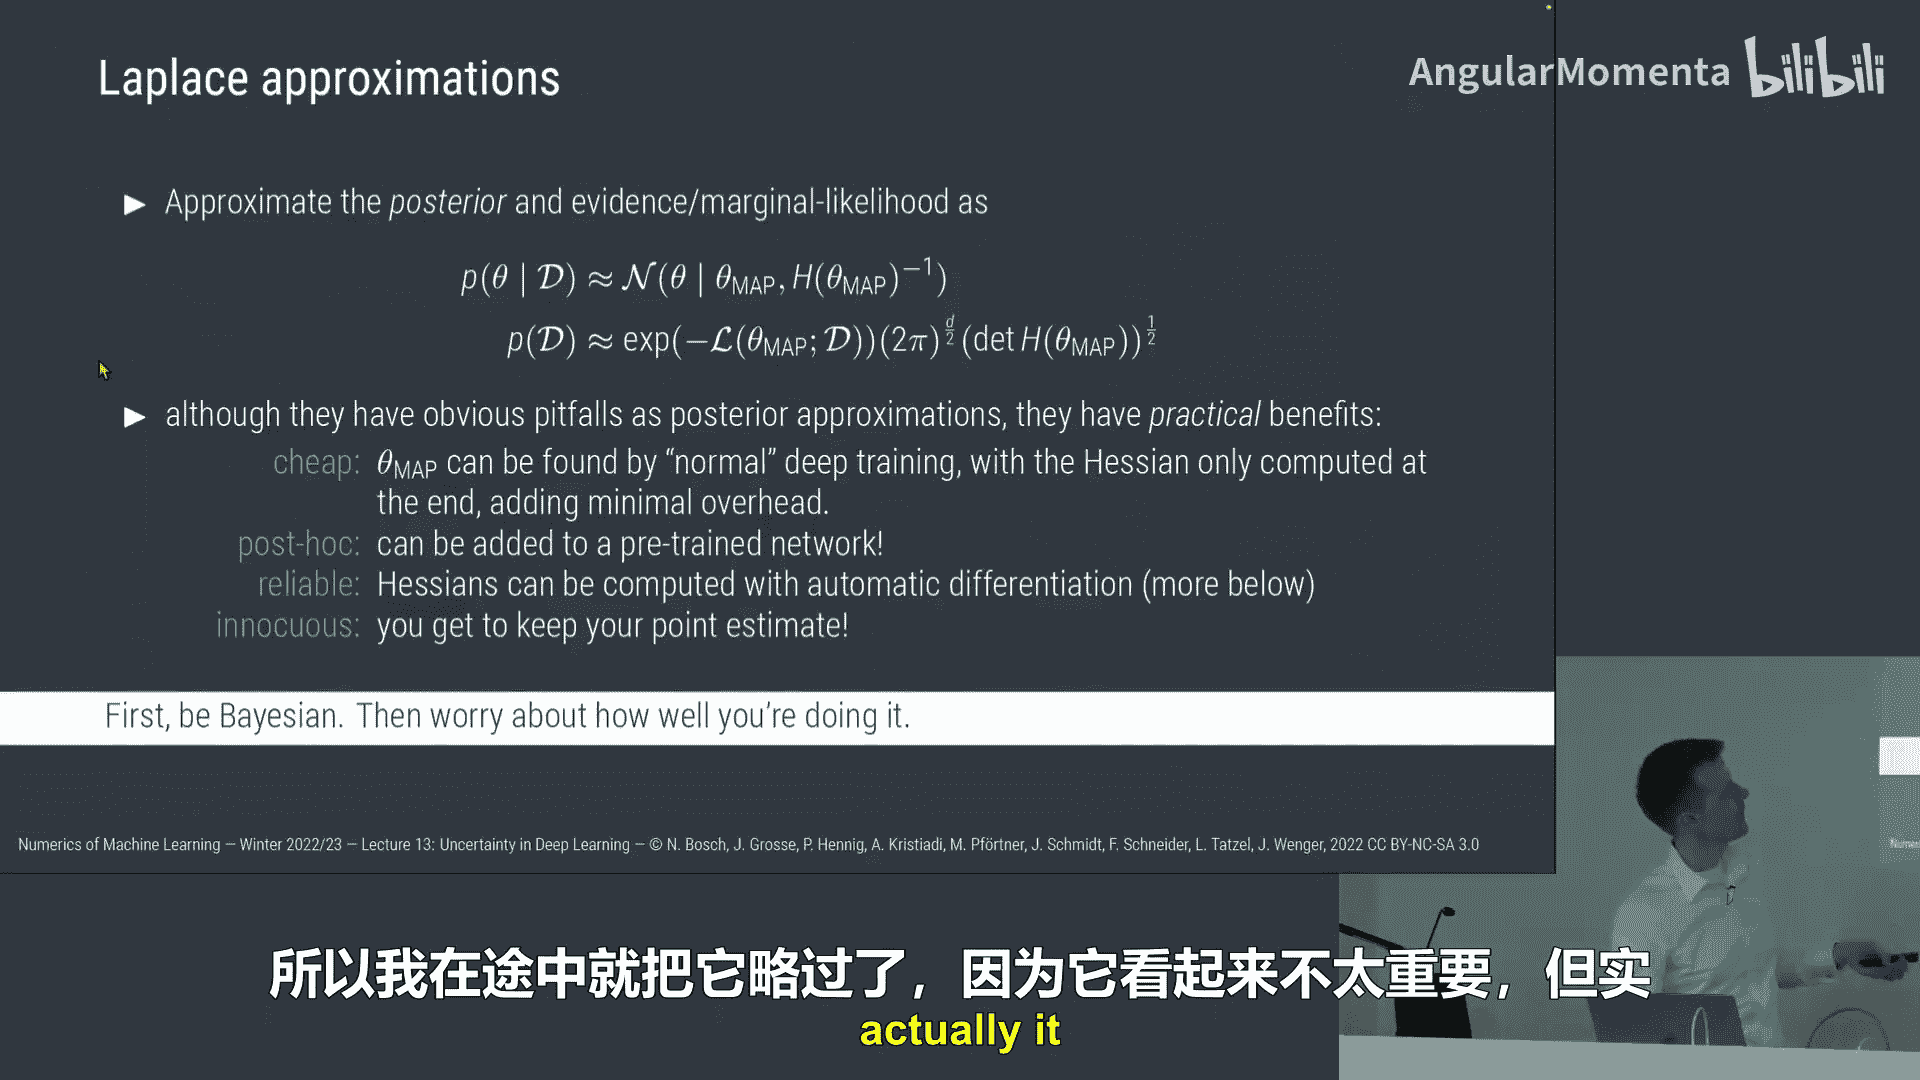 Laplace approximations
AngularMomenta bilibili
▶ Approximate the posterior and evidence/marginal-likelihood as
p(θ | 𝒟) ≈ 𝒩(θ | θ_MAP, H(θ_MAP)⁻¹)
p(𝒟) ≈ exp(−ℒ(θ_MAP; 𝒟))(2π)^{d/2}(det H(θ_MAP))^{1/2}
▶ although they have obvious pitfalls as posterior approximations, they have practical benefits:
cheap: θ_MAP can be found by “normal” deep training, with the Hessian only computed at
the end, adding minimal overhead.
post-hoc: can be added to a pre-trained network!
reliable: Hessians can be computed with automatic differentiation (more below)
innocuous: you get to keep your point estimate!
First, be Bayesian. Then worry about how well you’re doing it.
Numerics of Machine Learning — Winter 2022/23 — Lecture 13: Uncertainty in Deep Learning — © N. Bosch, J. Grosse, P. Hennig, A. Kristiadi, M. Pförtner, J. Schmidt, F. Schneider, L. Tatzel, J. Wenger, 2022 CC BY-NC-SA 3.0
所以我在途中就把它略过了，因为它看起来不太重要，但实
actually it